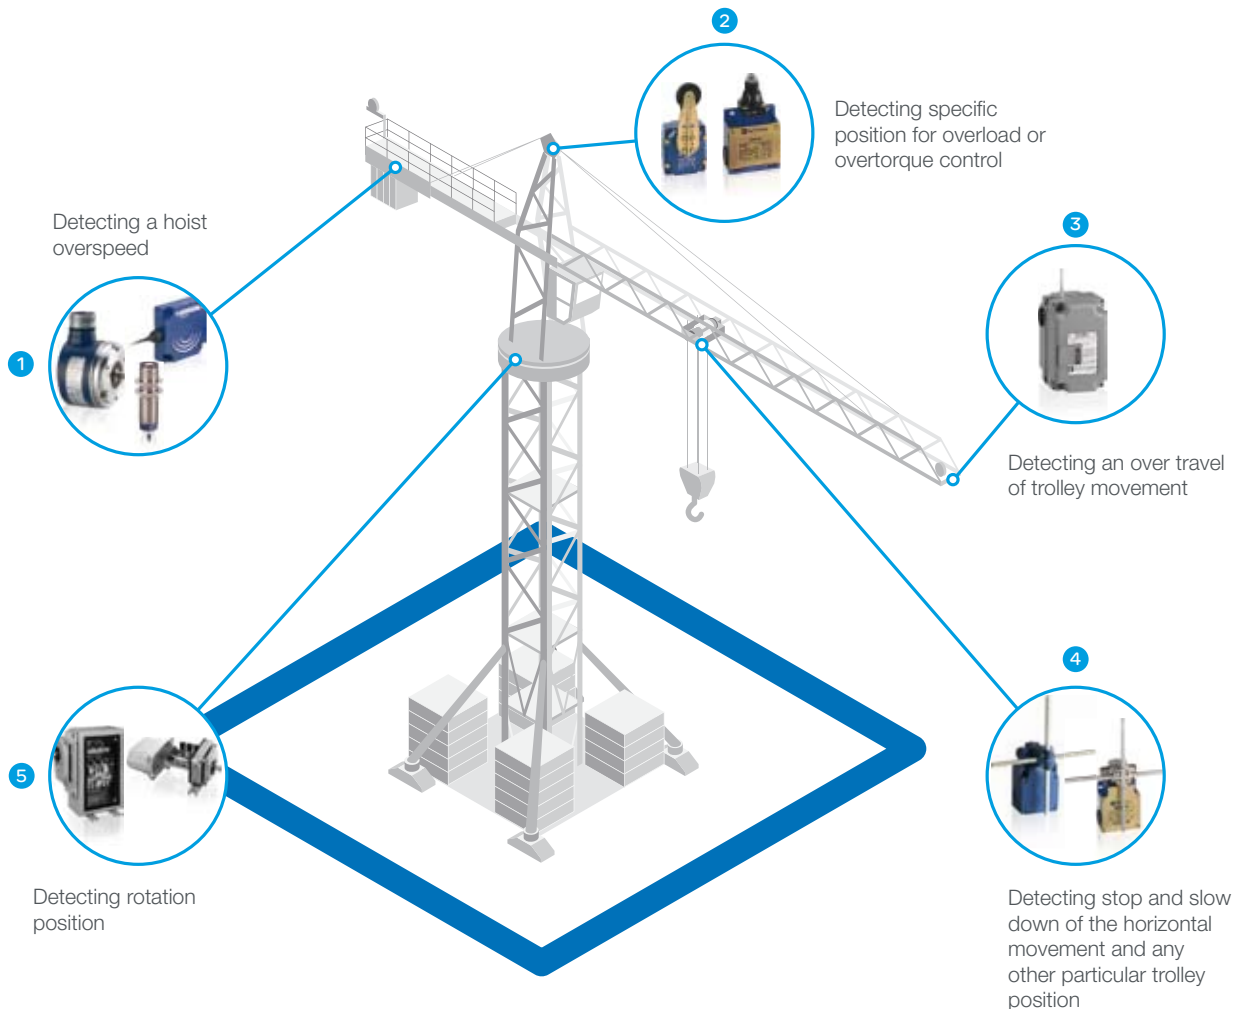 2
Detecting specific
position for overload or
overtorque control
Detecting a hoist
overspeed
1
3
Detecting an over travel
of trolley movement
4
Detecting stop and slow
down of the horizontal
movement and any
other particular trolley
position
5
Detecting rotation
position